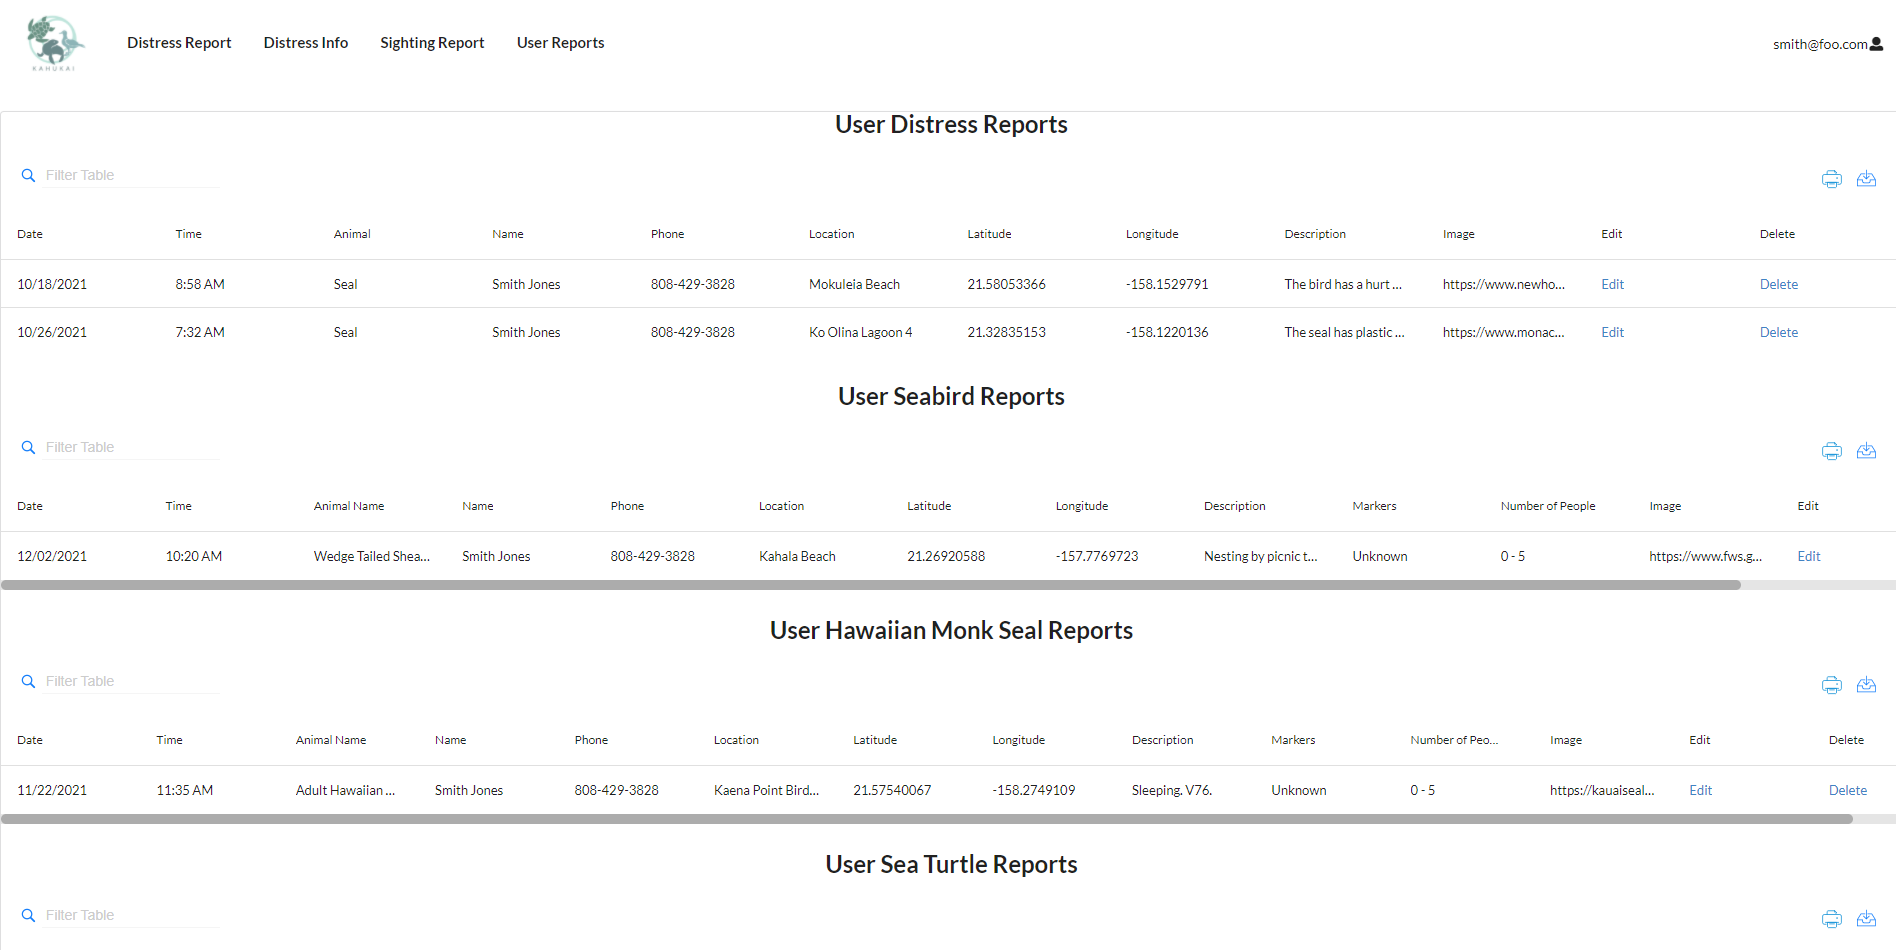 KAHUKAI
Distress Report Distress Info Sighting Report User Reports smith@foo.com
User Distress Reports
Filter Table
Date Time Animal Name Phone Location Latitude Longitude Description Image Edit Delete
10/18/2021 8:58 AM Seal Smith Jones 808-429-3828 Mokuleia Beach 21.58053366 -158.1529791 The bird has a hurt ... https://www.newho... Edit Delete
10/26/2021 7:32 AM Seal Smith Jones 808-429-3828 Ko Olina Lagoon 4 21.32835153 -158.1220136 The seal has plastic ... https://www.monac... Edit Delete
User Seabird Reports
Filter Table
Date Time Animal Name Name Phone Location Latitude Longitude Description Markers Number of People Image Edit
12/02/2021 10:20 AM Wedge Tailed Shea... Smith Jones 808-429-3828 Kahala Beach 21.26920588 -157.7769723 Nesting by picnic t... Unknown 0 - 5 https://www.fws.g... Edit
User Hawaiian Monk Seal Reports
Filter Table
Date Time Animal Name Name Phone Location Latitude Longitude Description Markers Number of Peo... Image Edit Delete
11/22/2021 11:35 AM Adult Hawaiian ... Smith Jones 808-429-3828 Kaena Point Bird... 21.57540067 -158.2749109 Sleeping. V76. Unknown 0 - 5 https://kauaiseal... Edit Delete
User Sea Turtle Reports
Filter Table